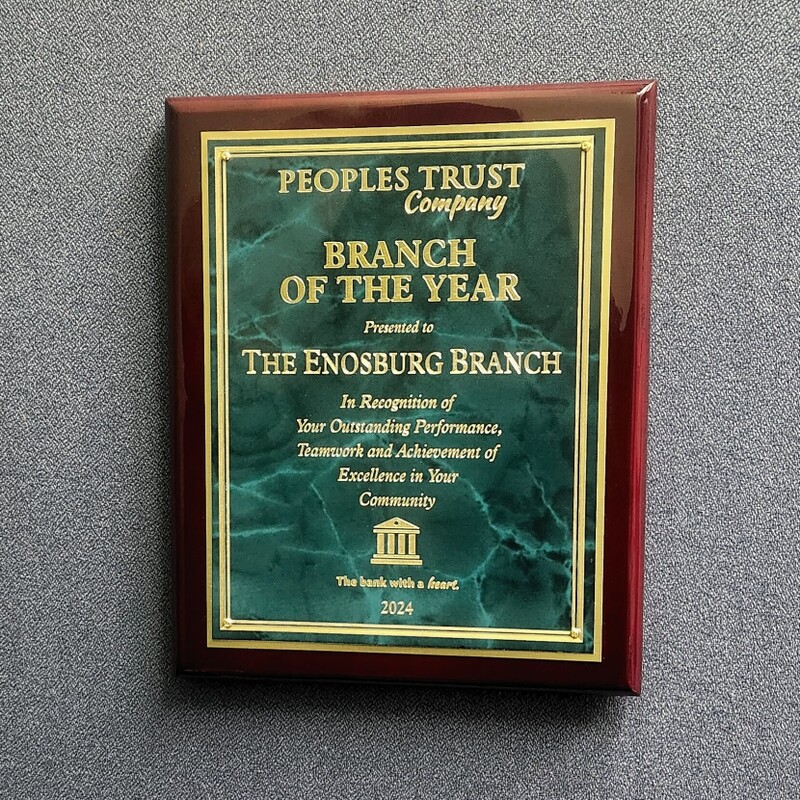 PEOPLES TRUST
Company
BRANCH
OF THE YEAR
Presented to
THE ENOSBURG BRANCH
In Recognition of
Your Outstanding Performance,
Teamwork and Achievement of
Excellence in Your
Community
The bank with a heart.
2024